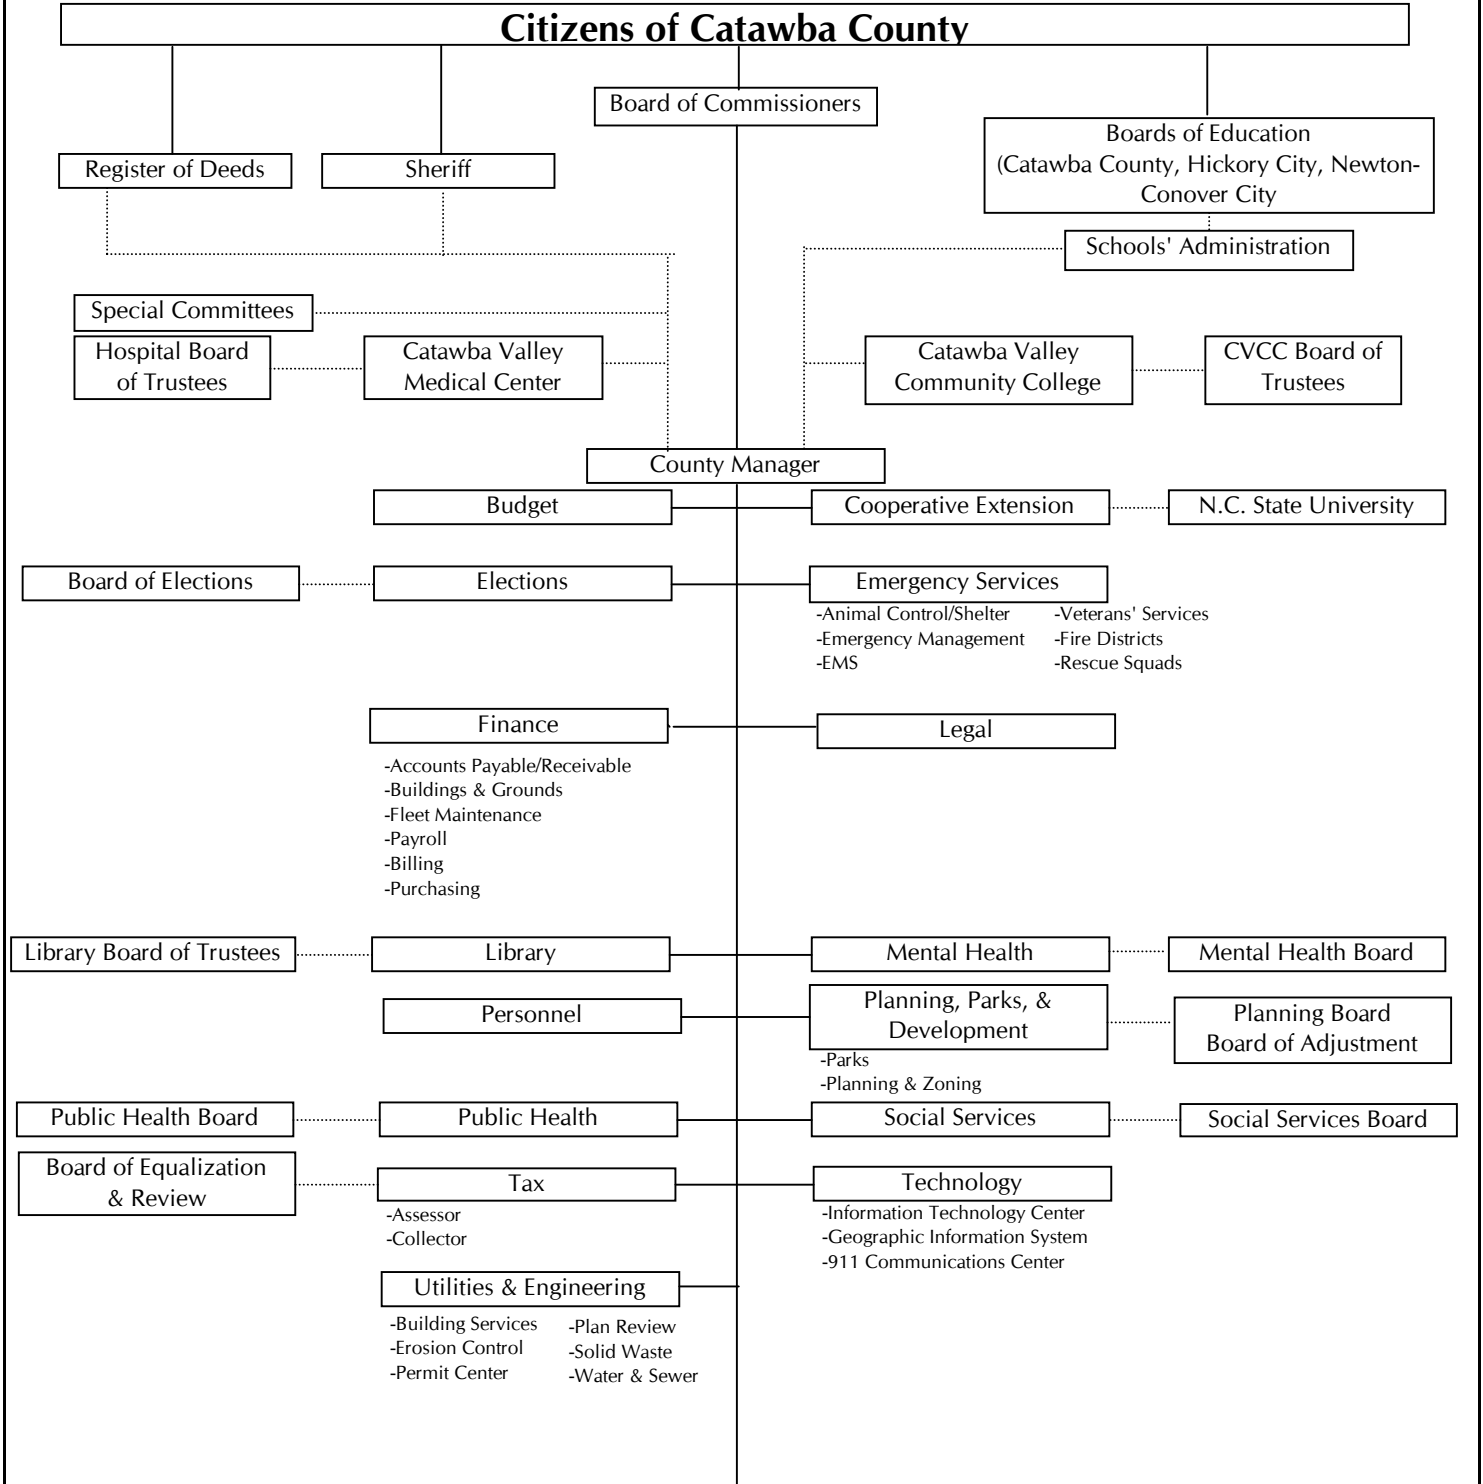 Citizens of Catawba County
Board of Commissioners
Register of Deeds
Sheriff
Boards of Education
(Catawba County, Hickory City, Newton-
Conover City
Schools' Administration
Special Committees
Hospital Board
of Trustees
Catawba Valley
Medical Center
Catawba Valley
Community College
CVCC Board of
Trustees
County Manager
Budget
Cooperative Extension
N.C. State University
Board of Elections
Elections
Emergency Services
-Animal Control/Shelter
-Emergency Management
-EMS
-Veterans' Services
-Fire Districts
-Rescue Squads
Finance
-Accounts Payable/Receivable
-Buildings & Grounds
-Fleet Maintenance
-Payroll
-Billing
-Purchasing
Legal
Library Board of Trustees
Library
Mental Health
Mental Health Board
Personnel
Planning, Parks, &
Development
-Parks
-Planning & Zoning
Planning Board
Board of Adjustment
Public Health Board
Public Health
Social Services
Social Services Board
Board of Equalization
& Review
Tax
-Assessor
-Collector
Technology
-Information Technology Center
-Geographic Information System
-911 Communications Center
Utilities & Engineering
-Building Services
-Erosion Control
-Permit Center
-Plan Review
-Solid Waste
-Water & Sewer